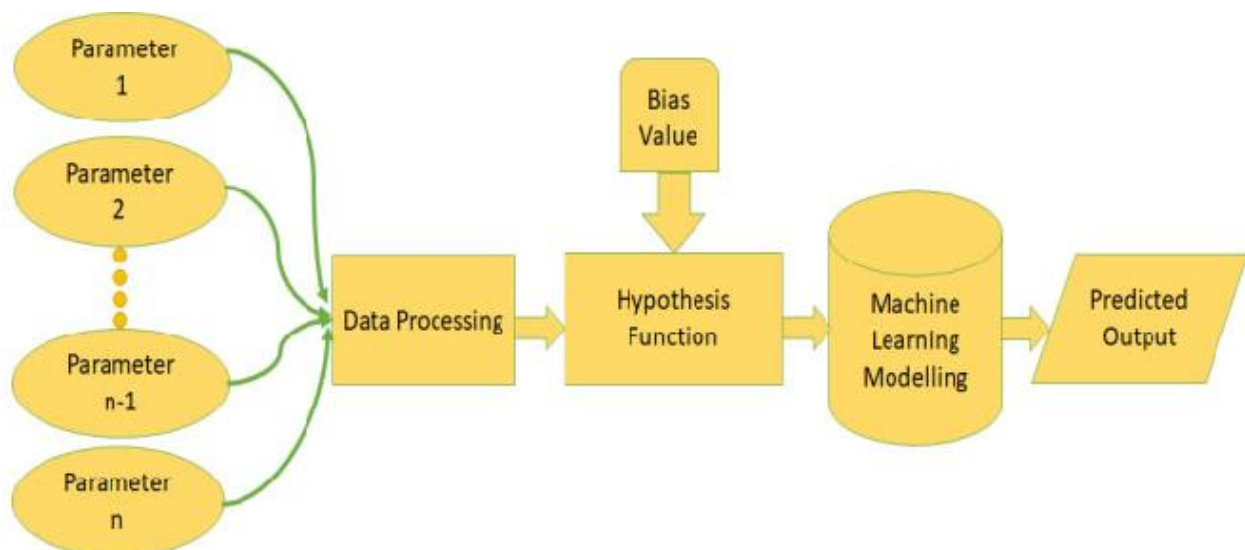 Parameter
1
Parameter
2
Parameter
n-1
Parameter
n
Data Processing
Bias
Value
Hypothesis
Function
Machine
Learning
Modelling
Predicted
Output